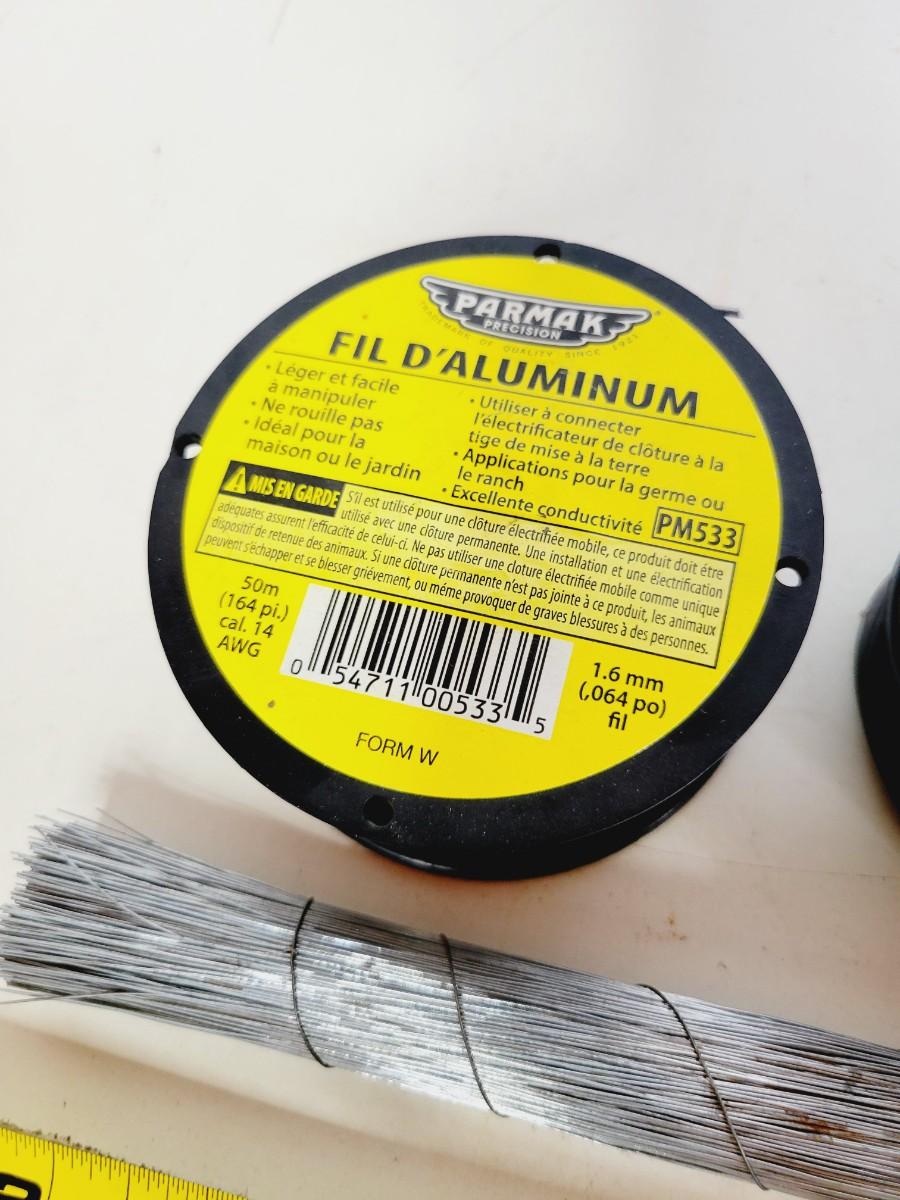 PARMAK
PRECISION
TRADEMARK OF QUALITY SINCE 1921
FIL D'ALUMINUM
• Léger et facile
à manipuler
• Ne rouille pas
• Idéal pour la
maison ou le jardin
• Utiliser à connecter
l'électrificateur de clôture à la
tige de mise à la terre
• Applications pour la germe ou
le ranch
• Excellente conductivité
PM533
MIS EN GARDE
S'il est utilisé pour une clôture électrifiée mobile, ce produit doit être
utilisé avec une clôture permanente. Une installation et une électrification
adequates assurent l'efficacité de celui-ci. Ne pas utiliser une cloture électrifiée mobile comme unique
dispositif de retenue des animaux. Si une clôture permanente n'est pas jointe à ce produit, les animaux
peuvent s'échapper et se blesser grièvement, ou méme provoquer de graves blessures à des personnes.
50m
(164 pi.)
cal. 14
AWG
0 54711 00533 5
1.6 mm
(,064 po)
fil
FORM W